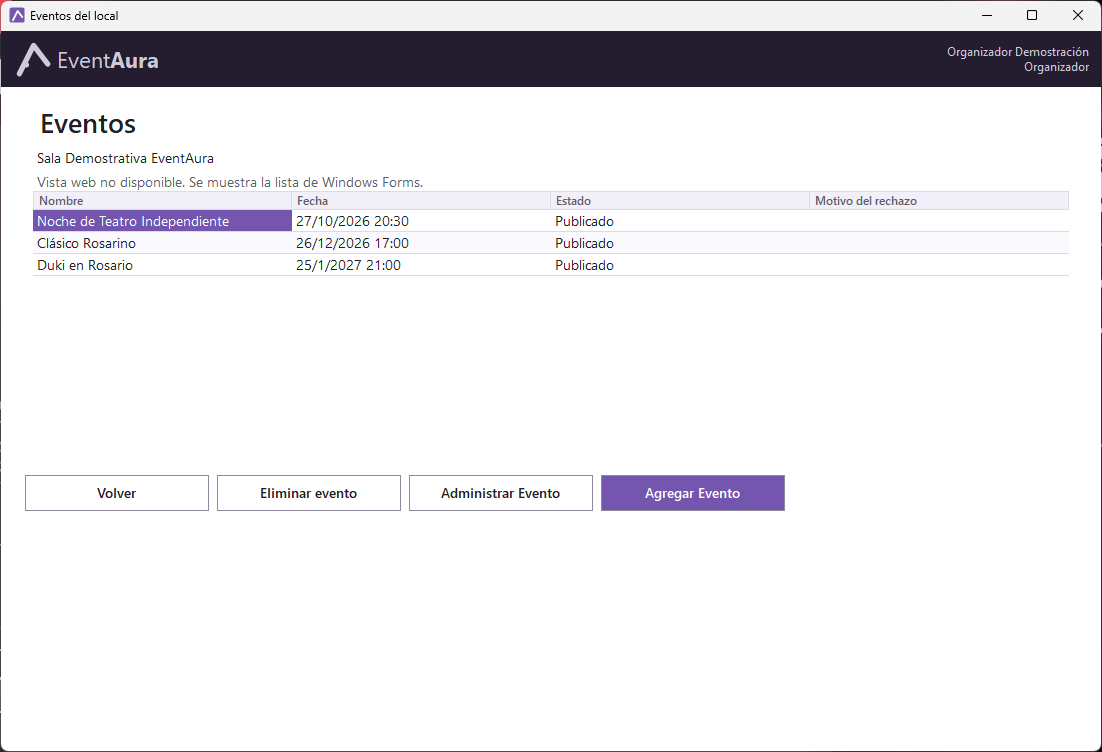 Eventos del local
EventAura
Organizador Demostración
Organizador
Eventos
Sala Demostrativa EventAura
Vista web no disponible. Se muestra la lista de Windows Forms.
Nombre Fecha Estado Motivo del rechazo
Noche de Teatro Independiente 27/10/2026 20:30 Publicado
Clásico Rosarino 26/12/2026 17:00 Publicado
Duki en Rosario 25/1/2027 21:00 Publicado
Volver Eliminar evento Administrar Evento Agregar Evento